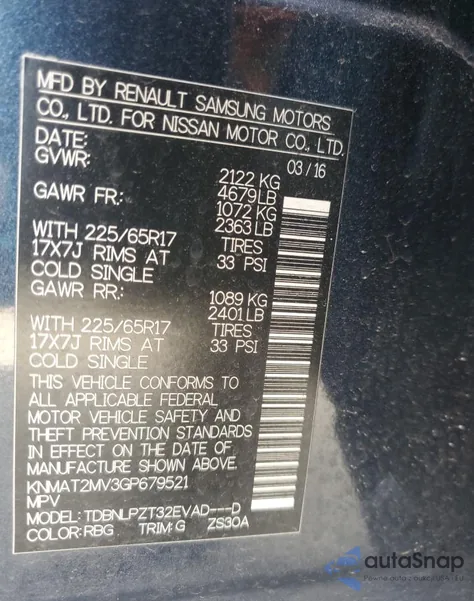 MFD BY RENAULT SAMSUNG MOTORS
CO., LTD. FOR NISSAN MOTOR CO., LTD.
DATE: 03/16
GVWR: 2122 KG
4679 LB
GAWR FR: 1072 KG
2363 LB
WITH 225/65R17 TIRES
17X7J RIMS AT 33 PSI
COLD SINGLE
GAWR RR: 1089 KG
2401 LB
WITH 225/65R17 TIRES
17X7J RIMS AT 33 PSI
COLD SINGLE
THIS VEHICLE CONFORMS TO
ALL APPLICABLE FEDERAL
MOTOR VEHICLE SAFETY AND
THEFT PREVENTION STANDARDS
IN EFFECT ON THE DATE OF
MANUFACTURE SHOWN ABOVE.
KNMAT2MV3GP679521
MPV
MODEL: TDBNLPZT32EVAD---D
COLOR: RBG TRIM: G ZS30A
autoSnap